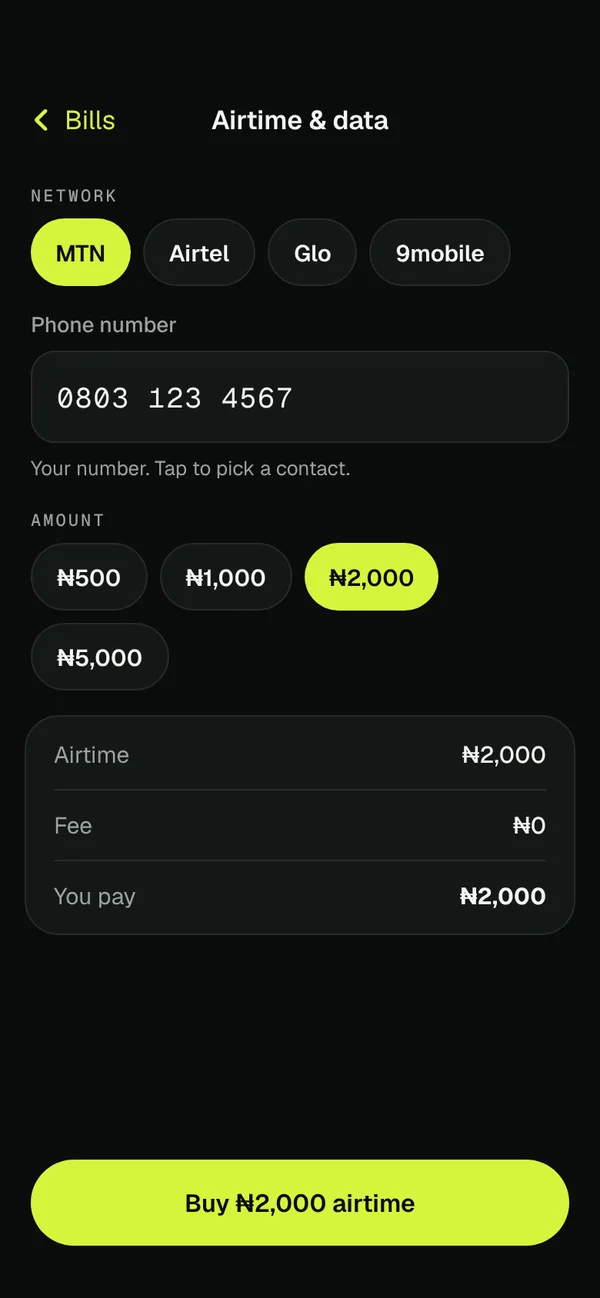 Bills
Airtime & data
NETWORK
MTN Airtel Glo 9mobile
Phone number
0803 123 4567
Your number. Tap to pick a contact.
AMOUNT
₦500 ₦1,000 ₦2,000
₦5,000
Airtime ₦2,000
Fee ₦0
You pay ₦2,000
Buy ₦2,000 airtime